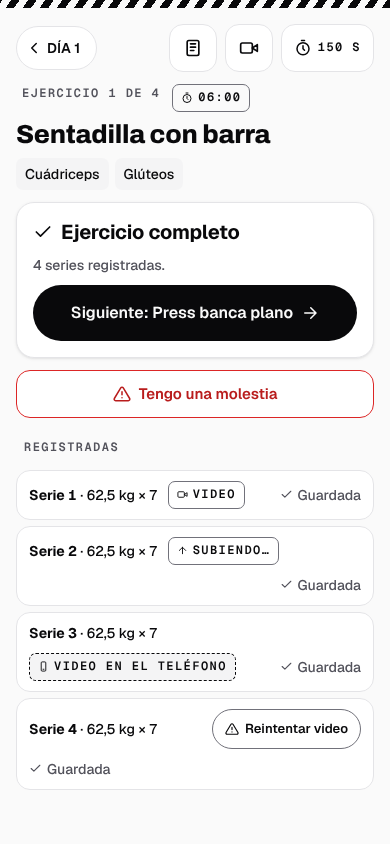 DÍA 1
150 S
EJERCICIO 1 DE 4
06:00
Sentadilla con barra
Cuádriceps
Glúteos
Ejercicio completo
4 series registradas.
Siguiente: Press banca plano →
Tengo una molestia
REGISTRADAS
Serie 1 · 62,5 kg × 7
VIDEO
✓ Guardada
Serie 2 · 62,5 kg × 7
↑ SUBIENDO…
✓ Guardada
Serie 3 · 62,5 kg × 7
VIDEO EN EL TELÉFONO
✓ Guardada
Serie 4 · 62,5 kg × 7
Reintentar video
✓ Guardada